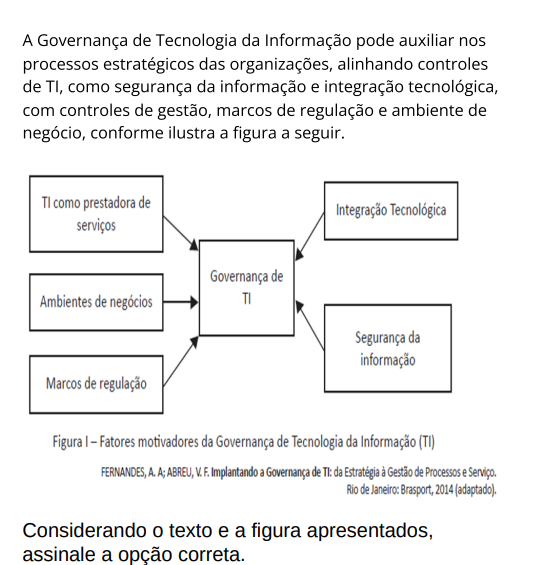 A Governança de Tecnologia da Informação pode auxiliar nos
processos estratégicos das organizações, alinhando controles
de TI, como segurança da informação e integração tecnológica,
com controles de gestão, marcos de regulação e ambiente de
negócio, conforme ilustra a figura a seguir.
TI como prestadora de
serviços
Integração Tecnológica
Governança de
TI
Ambientes de negócios
Segurança da
informação
Marcos de regulação
Figura I – Fatores motivadores da Governança de Tecnologia da Informação (TI)
FERNANDES, A. A; ABREU, V. F. Implantando a Governança de TI: da Estratégia à Gestão de Processos e Serviço.
Rio de Janeiro: Brasport, 2014 (adaptado).
Considerando o texto e a figura apresentados,
assinale a opção correta.